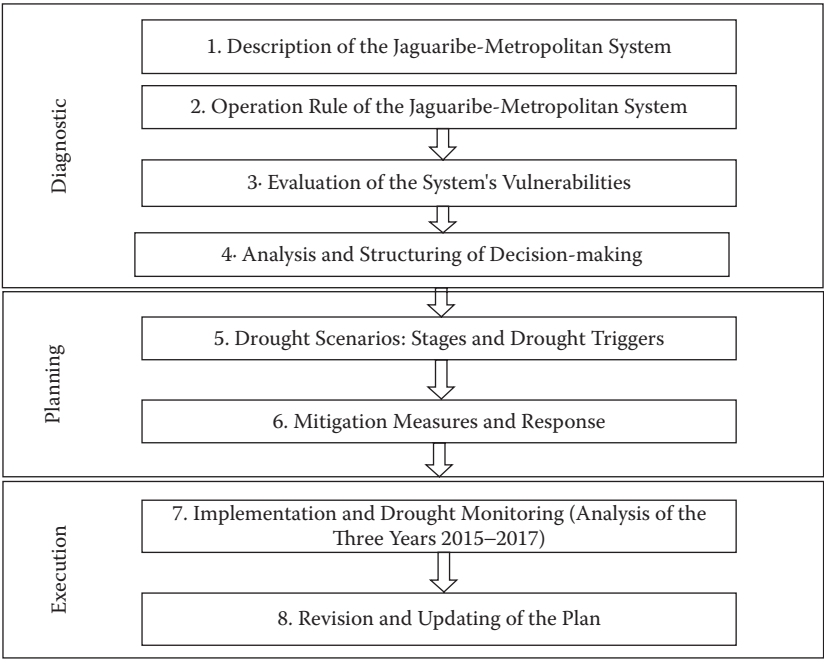 Diagnostic
1. Description of the Jaguaribe-Metropolitan System
2. Operation Rule of the Jaguaribe-Metropolitan System
3· Evaluation of the System's Vulnerabilities
4· Analysis and Structuring of Decision-making
Planning
5. Drought Scenarios: Stages and Drought Triggers
6. Mitigation Measures and Response
Execution
7. Implementation and Drought Monitoring (Analysis of the
Three Years 2015–2017)
8. Revision and Updating of the Plan